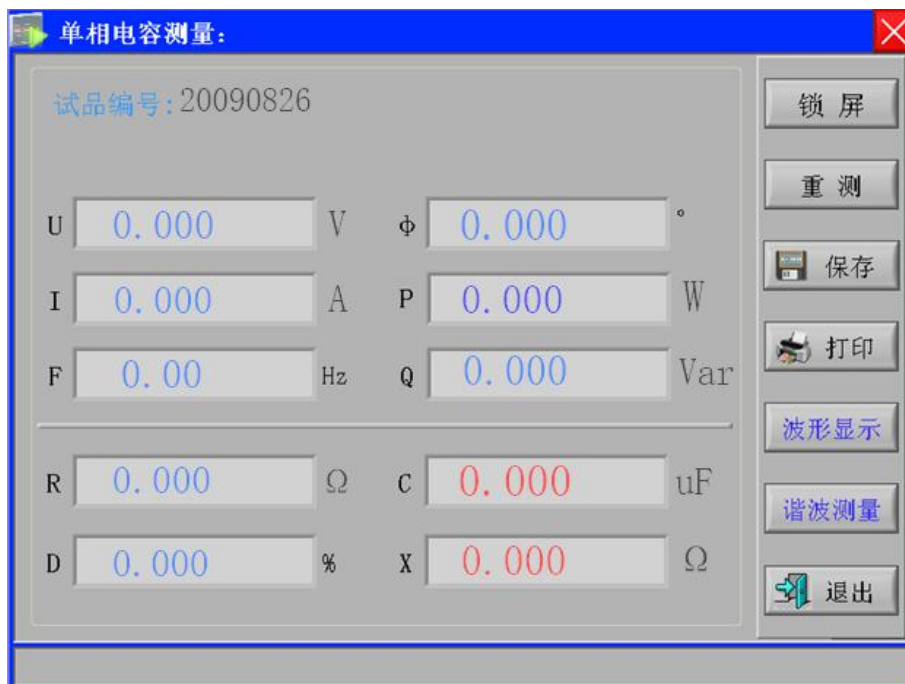 单相电容测量：
试品编号:20090826
锁 屏
重 测
U 0.000 V Φ 0.000 °
保存
I 0.000 A P 0.000 W
打印
F 0.00 Hz Q 0.000 Var
波形显示
R 0.000 Ω C 0.000 uF
谐波测量
D 0.000 % X 0.000 Ω
退出